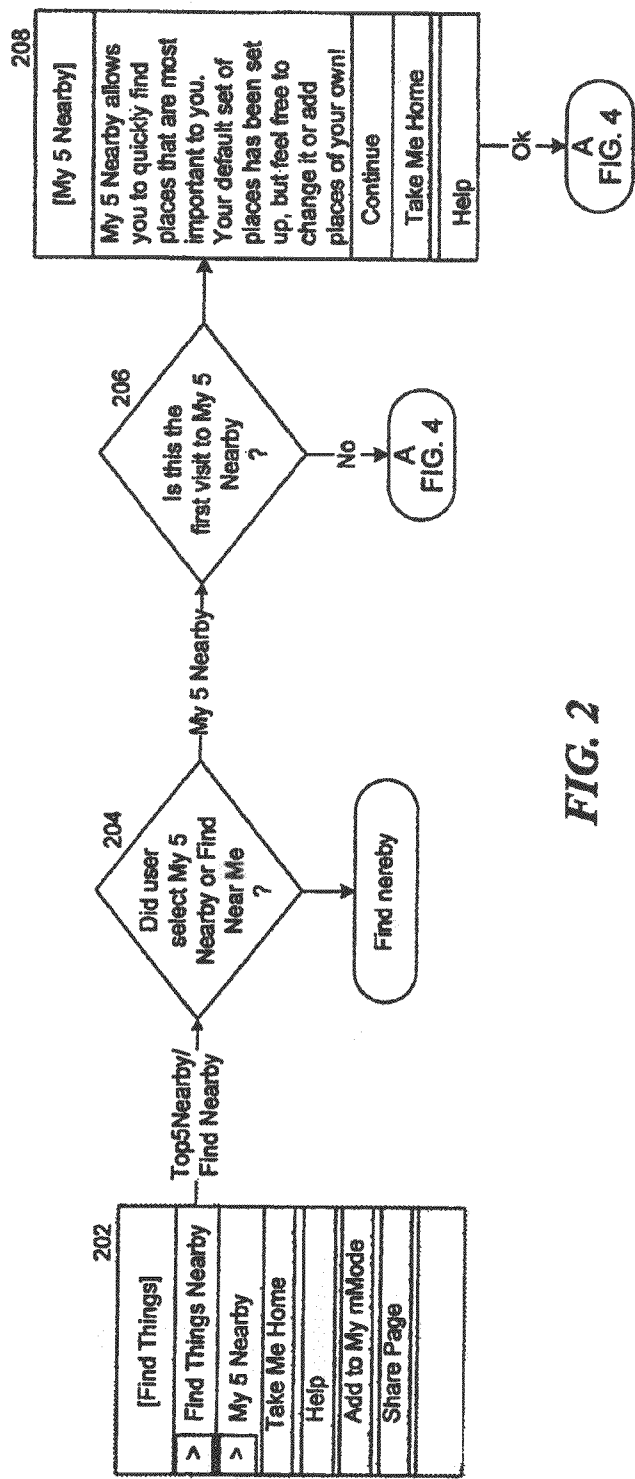 202
[Find Things]
> Find Things Nearby
> My 5 Nearby
Take Me Home
Help
Add to My mMode
Share Page
Top5Nearby/
Find Nearby
204
Did user
select My 5
Nearby or Find
Near Me
?
Find nereby
My 5 Nearby
206
Is this the
first visit to My 5
Nearby
?
No
A
FIG. 4
208
[My 5 Nearby]
My 5 Nearby allows
you to quickly find
places that are most
important to you.
Your default set of
places has been set
up, but feel free to
change it or add
places of your own!
Continue
Take Me Home
Help
Ok
A
FIG. 4
FIG. 2